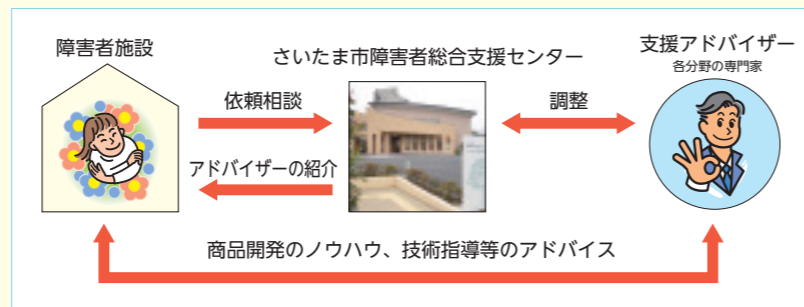 障害者施設
さいたま市障害者総合支援センター
支援アドバイザー
各分野の専門家
依頼相談
調整
アドバイザーの紹介
商品開発のノウハウ、技術指導等のアドバイス